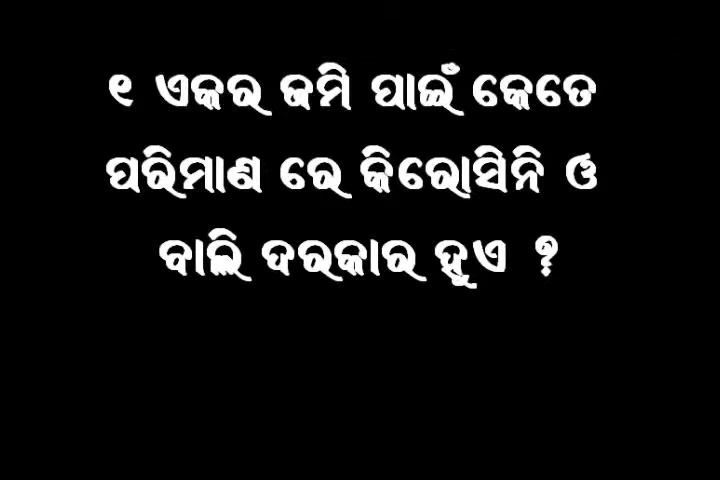 ୧ ଏକର ଜମି ପାଇଁ କେତେ
ପରିମାଣ ରେ କିରୋସିନି ଓ
ବାଲି ଦରକାର ହୁଏ ?